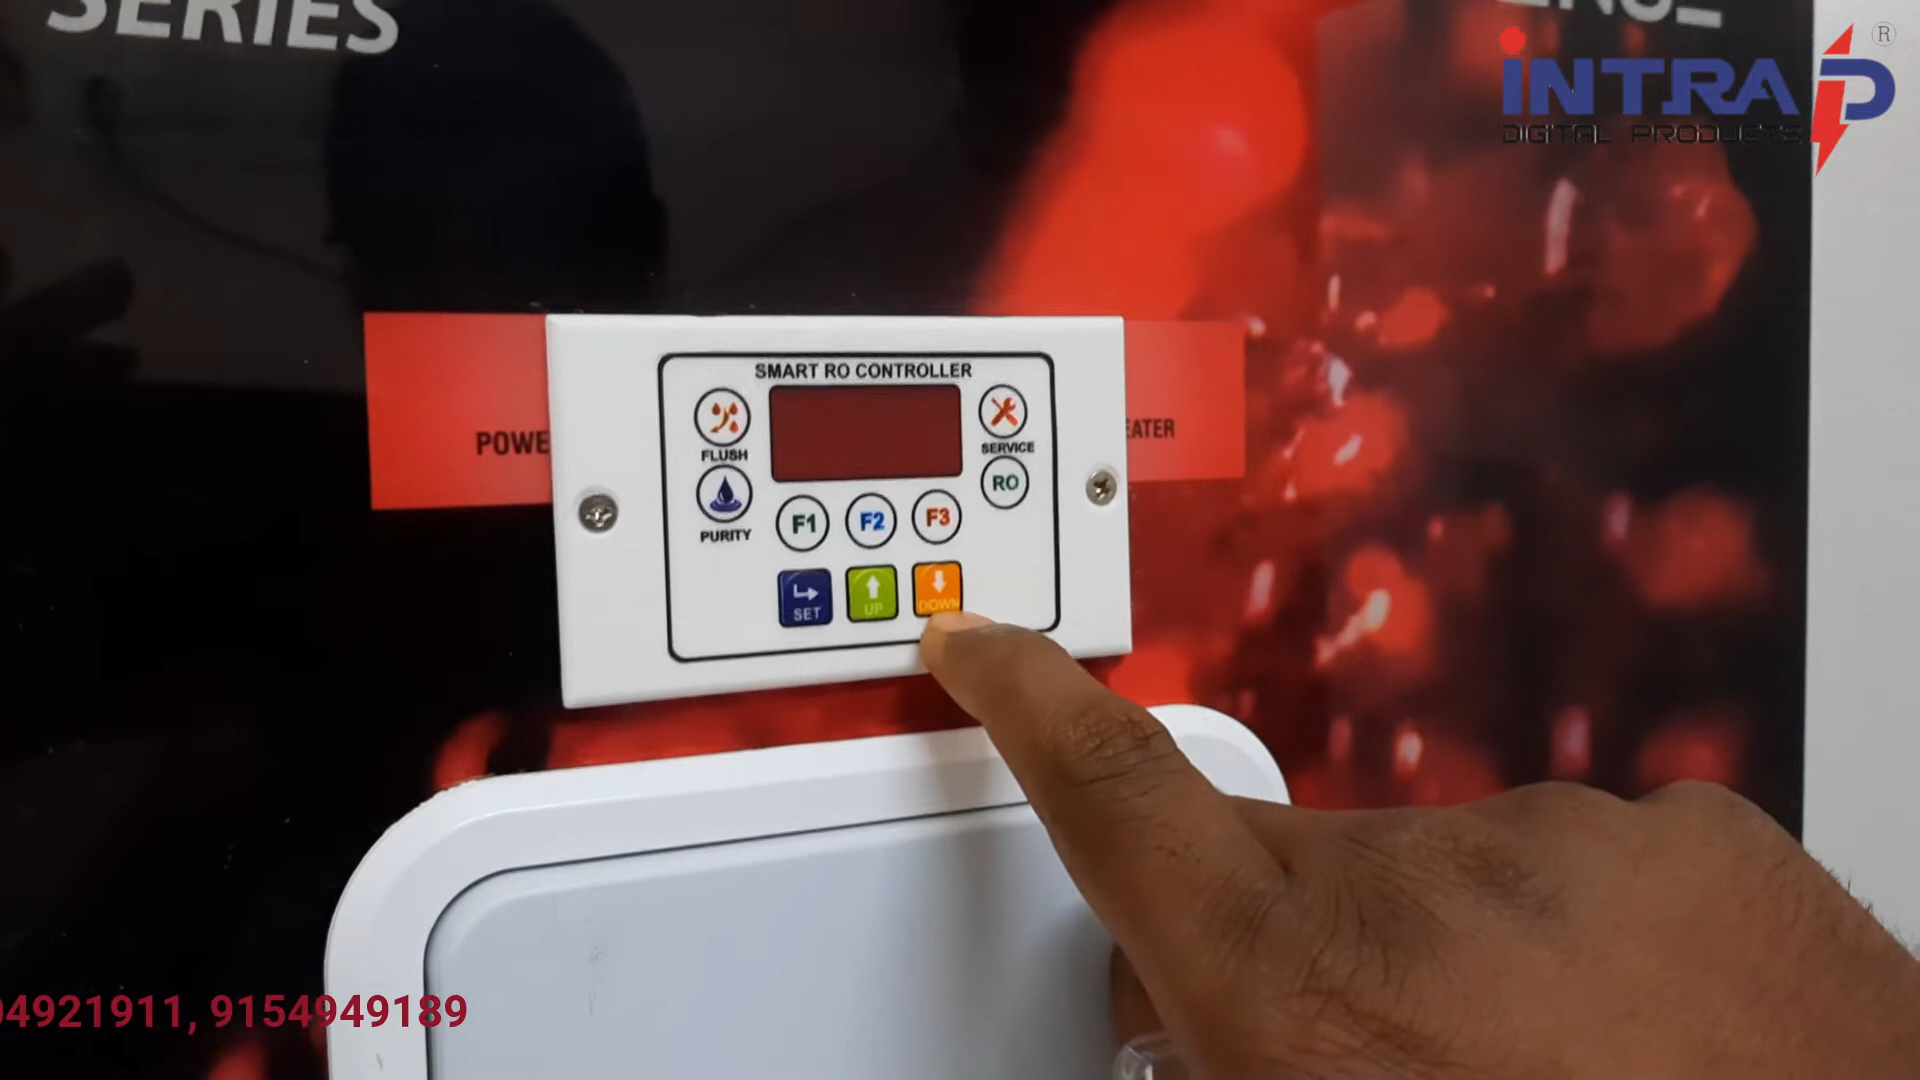 SERIES
iNTRA D ®
DIGITAL PRODUCTS
SMART RO CONTROLLER
FLUSH
SERVICE
POWE
EATER
RO
PURITY
F1 F2 F3
SET UP DOWN
94921911, 9154949189